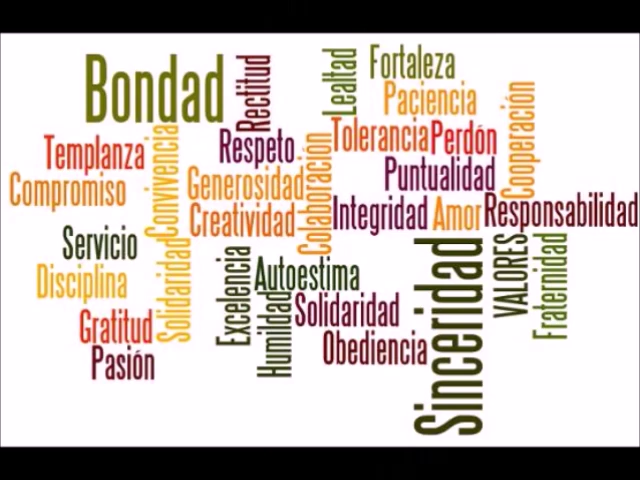 Bondad
Rectitud
Lealtad
Fortaleza
Paciencia
Cooperación
Templanza
Convivencia
Respeto
Tolerancia
Perdón
Compromiso
Generosidad
Colaboración
Puntualidad
Creatividad
Integridad
Amor
Responsabilidad
Servicio
Solidaridad
Excelencia
Autoestima
Sinceridad
VALORES
Fraternidad
Disciplina
Humildad
Solidaridad
Gratitud
Obediencia
Pasión